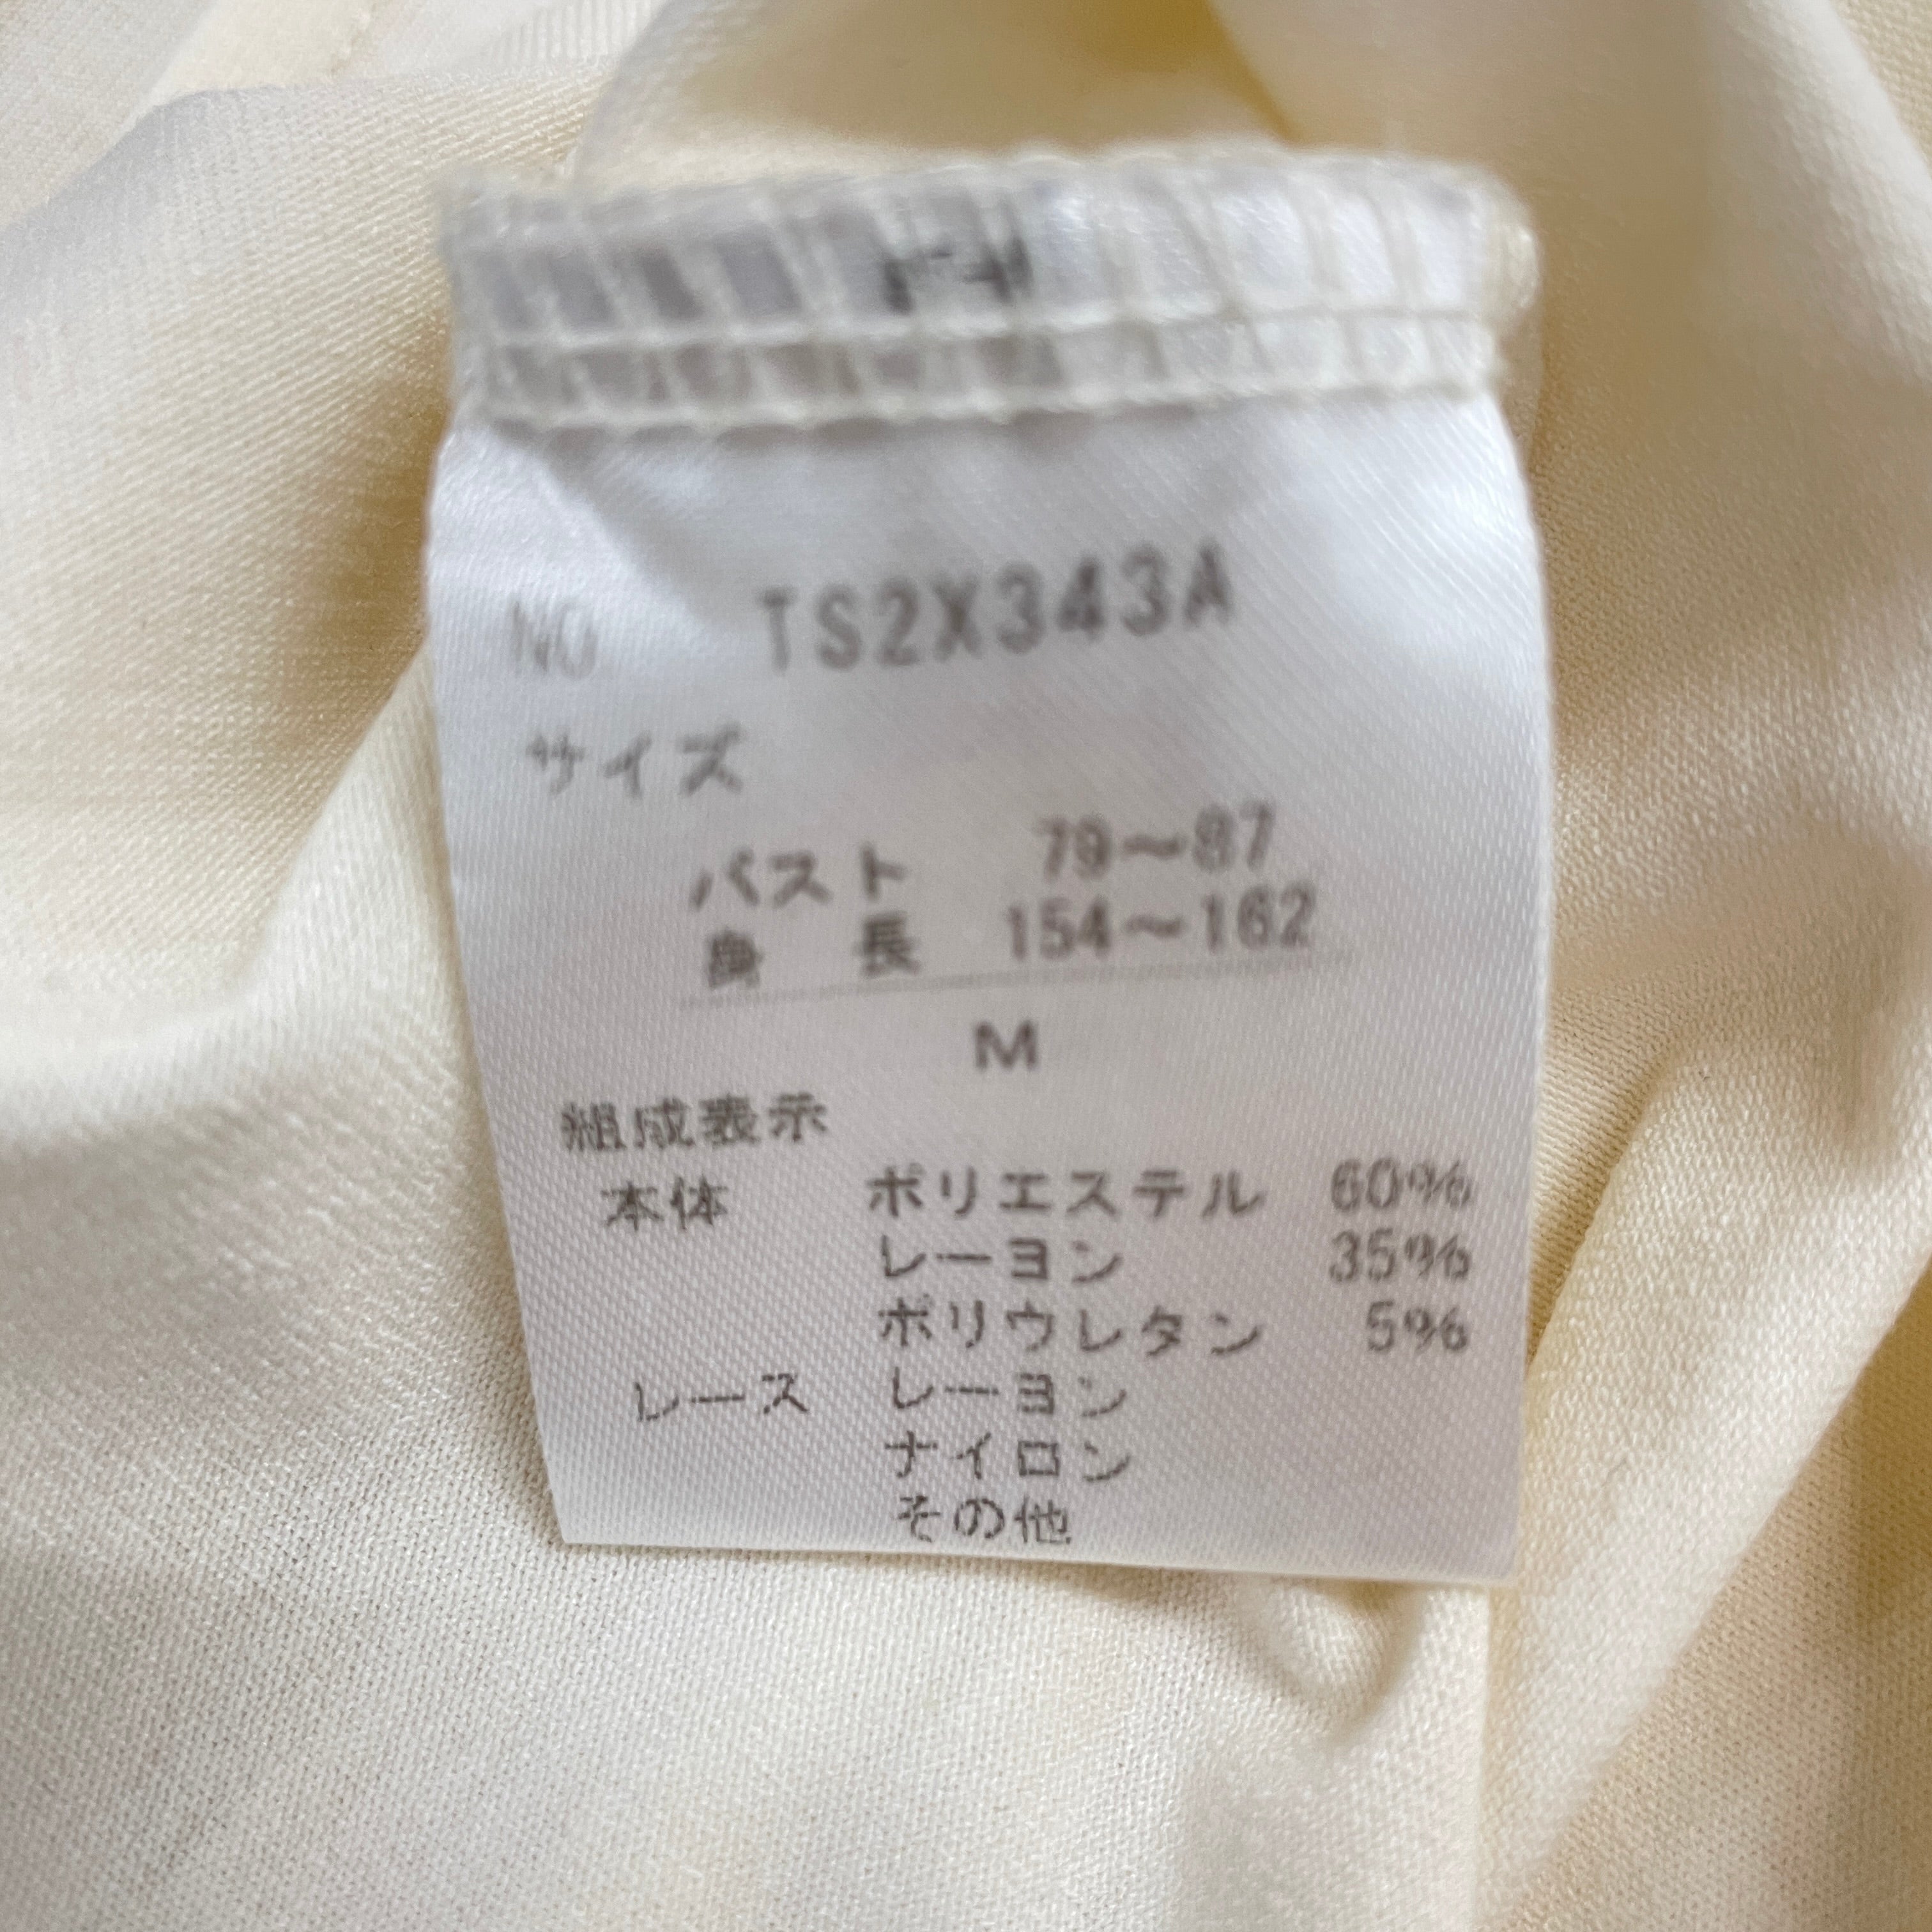 NO TS2X343A
サイズ
バスト 79～87
身長 154～162
M
組成表示
本体 ポリエステル 60%
レーヨン 35%
ポリウレタン 5%
レース レーヨン
ナイロン
その他